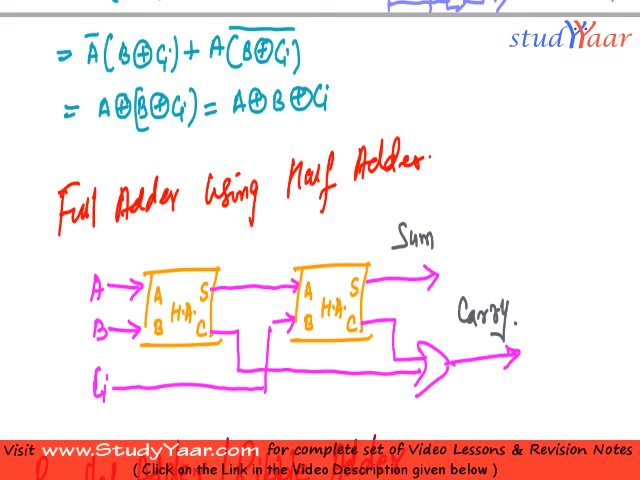 studYYaar
= A̅(B⊕Ci) + A(B⊕Ci)̅
= A⊕(B⊕Ci) = A⊕B⊕Ci
Full Adder Using Half Adder.
Sum
A A H.A. S A H.A. S
B B C B C
Carry.
Ci
Visit www.StudyYaar.com for complete set of Video Lessons & Revision Notes
( Click on the Link in the Video Description given below )